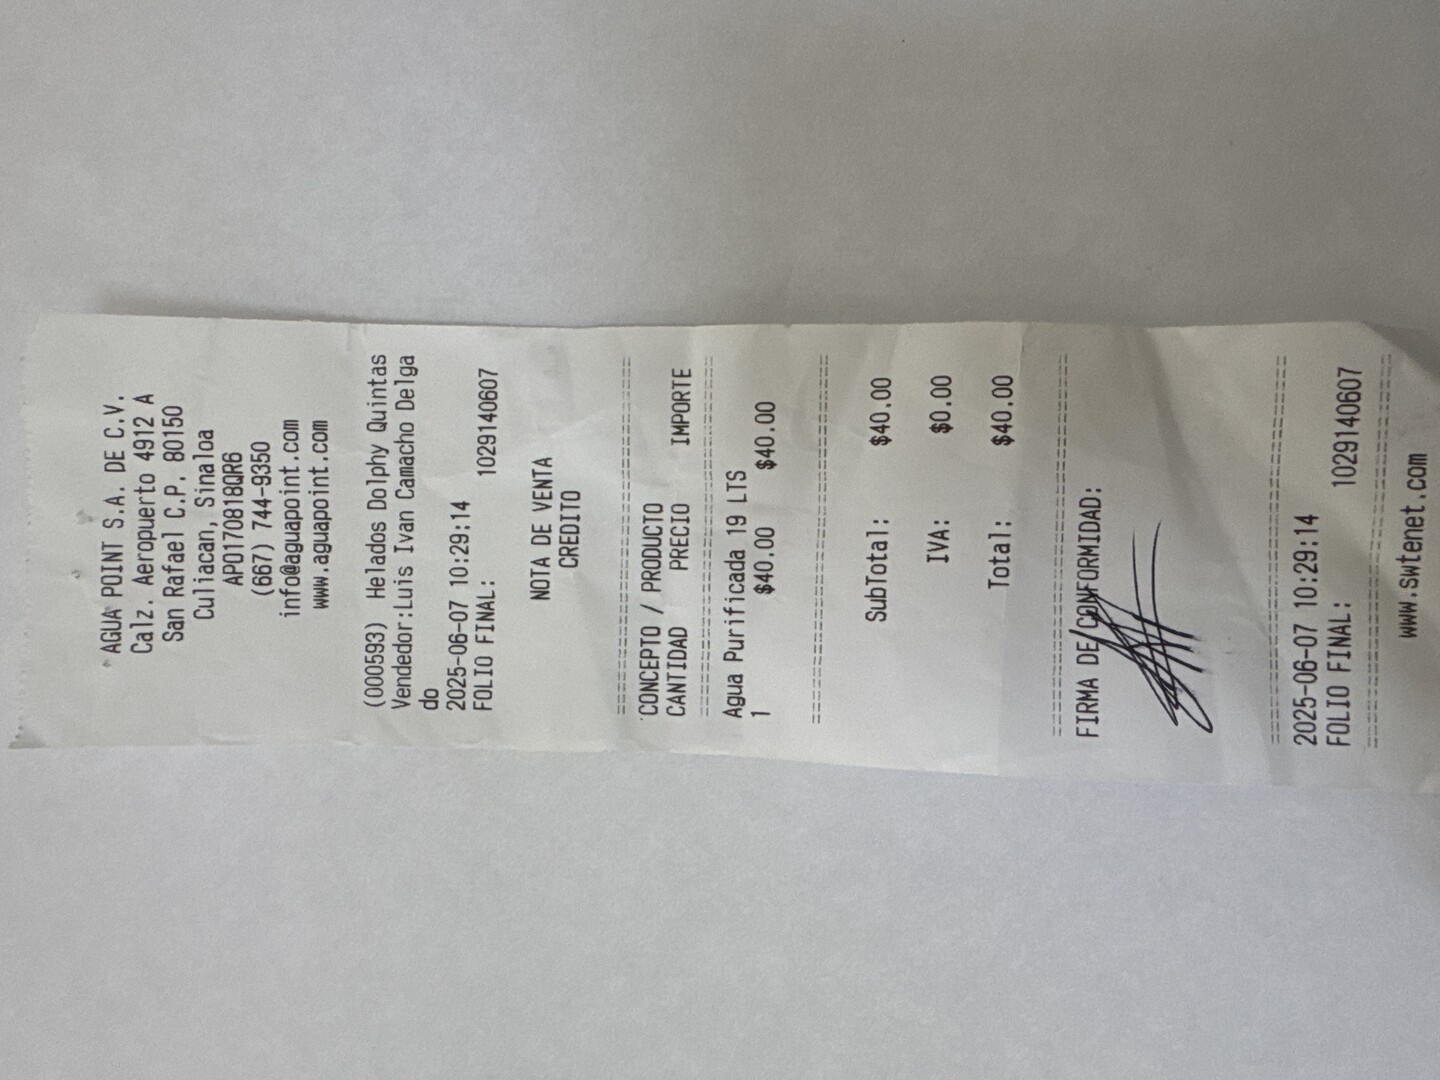 AGUA POINT S.A. DE C.V.
Calz. Aeropuerto 4912 A
San Rafael C.P. 80150
Culiacan, Sinaloa
APO170818QR6
(667) 744-9350
info@aguapoint.com
www.aguapoint.com
(000593) Helados Dolphy Quintas
Vendedor:Luis Ivan Camacho Delga
do
2025-06-07 10:29:14
FOLIO FINAL: 1029140607
NOTA DE VENTA
CREDITO
CONCEPTO / PRODUCTO
CANTIDAD PRECIO IMPORTE
Agua Purificada 19 LTS
1 $40.00 $40.00
SubTotal: $40.00
IVA: $0.00
Total: $40.00
FIRMA DE CONFORMIDAD:
2025-06-07 10:29:14
FOLIO FINAL: 1029140607
www.swtenet.com